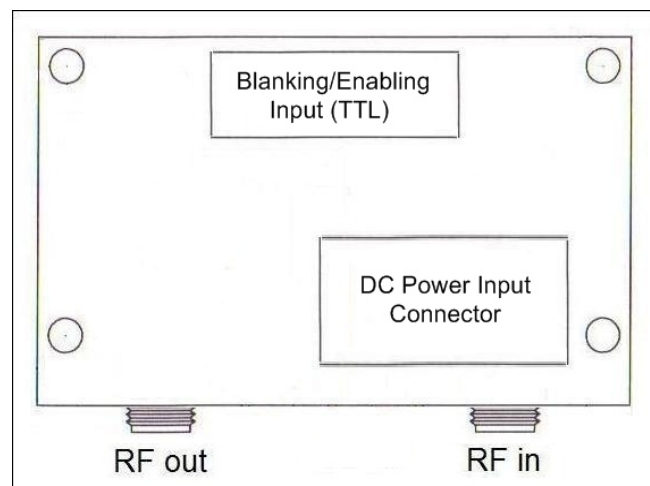 Blanking/Enabling
Input (TTL)
DC Power Input
Connector
RF out
RF in